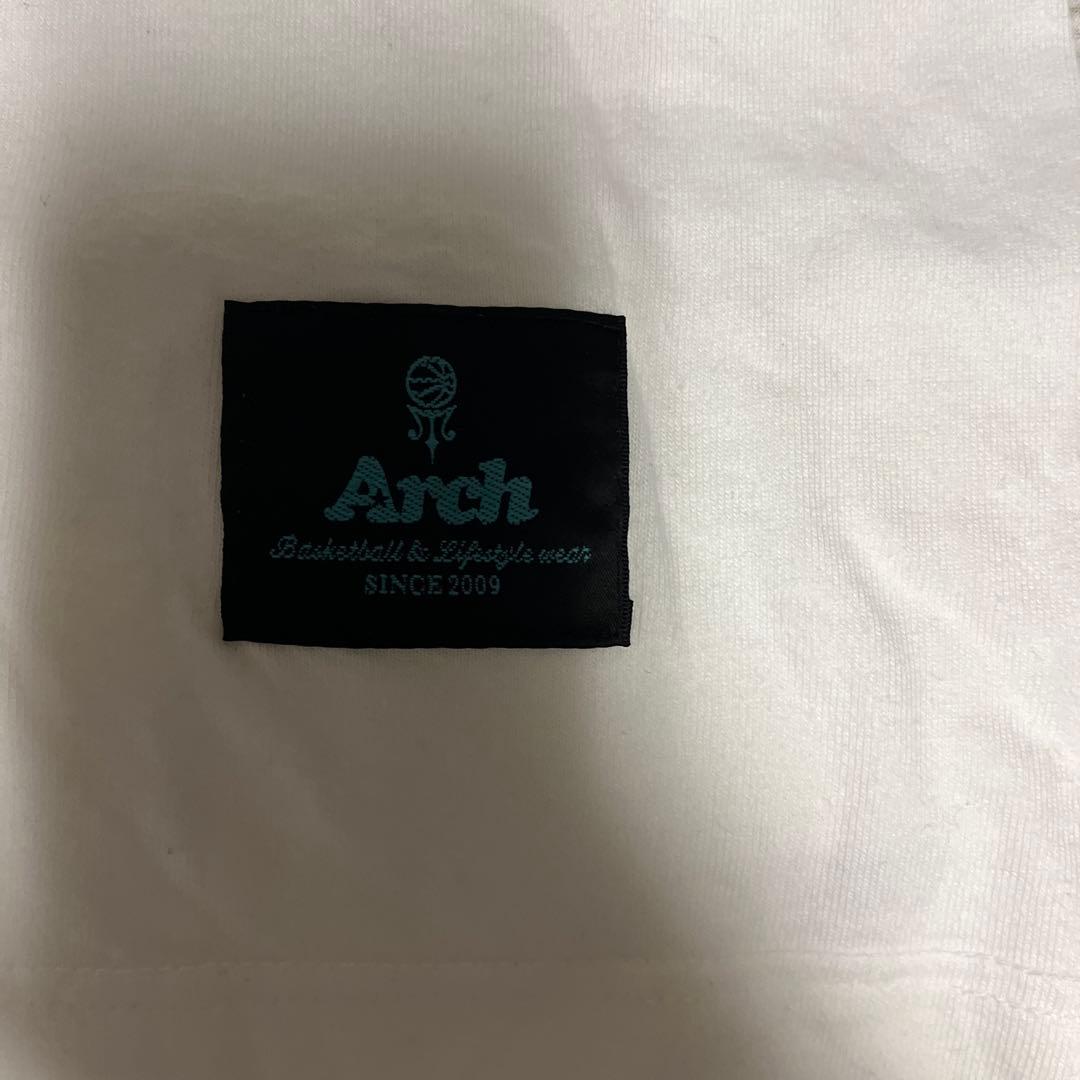 Arch
Basketball & Lifestyle wear
SINCE 2009